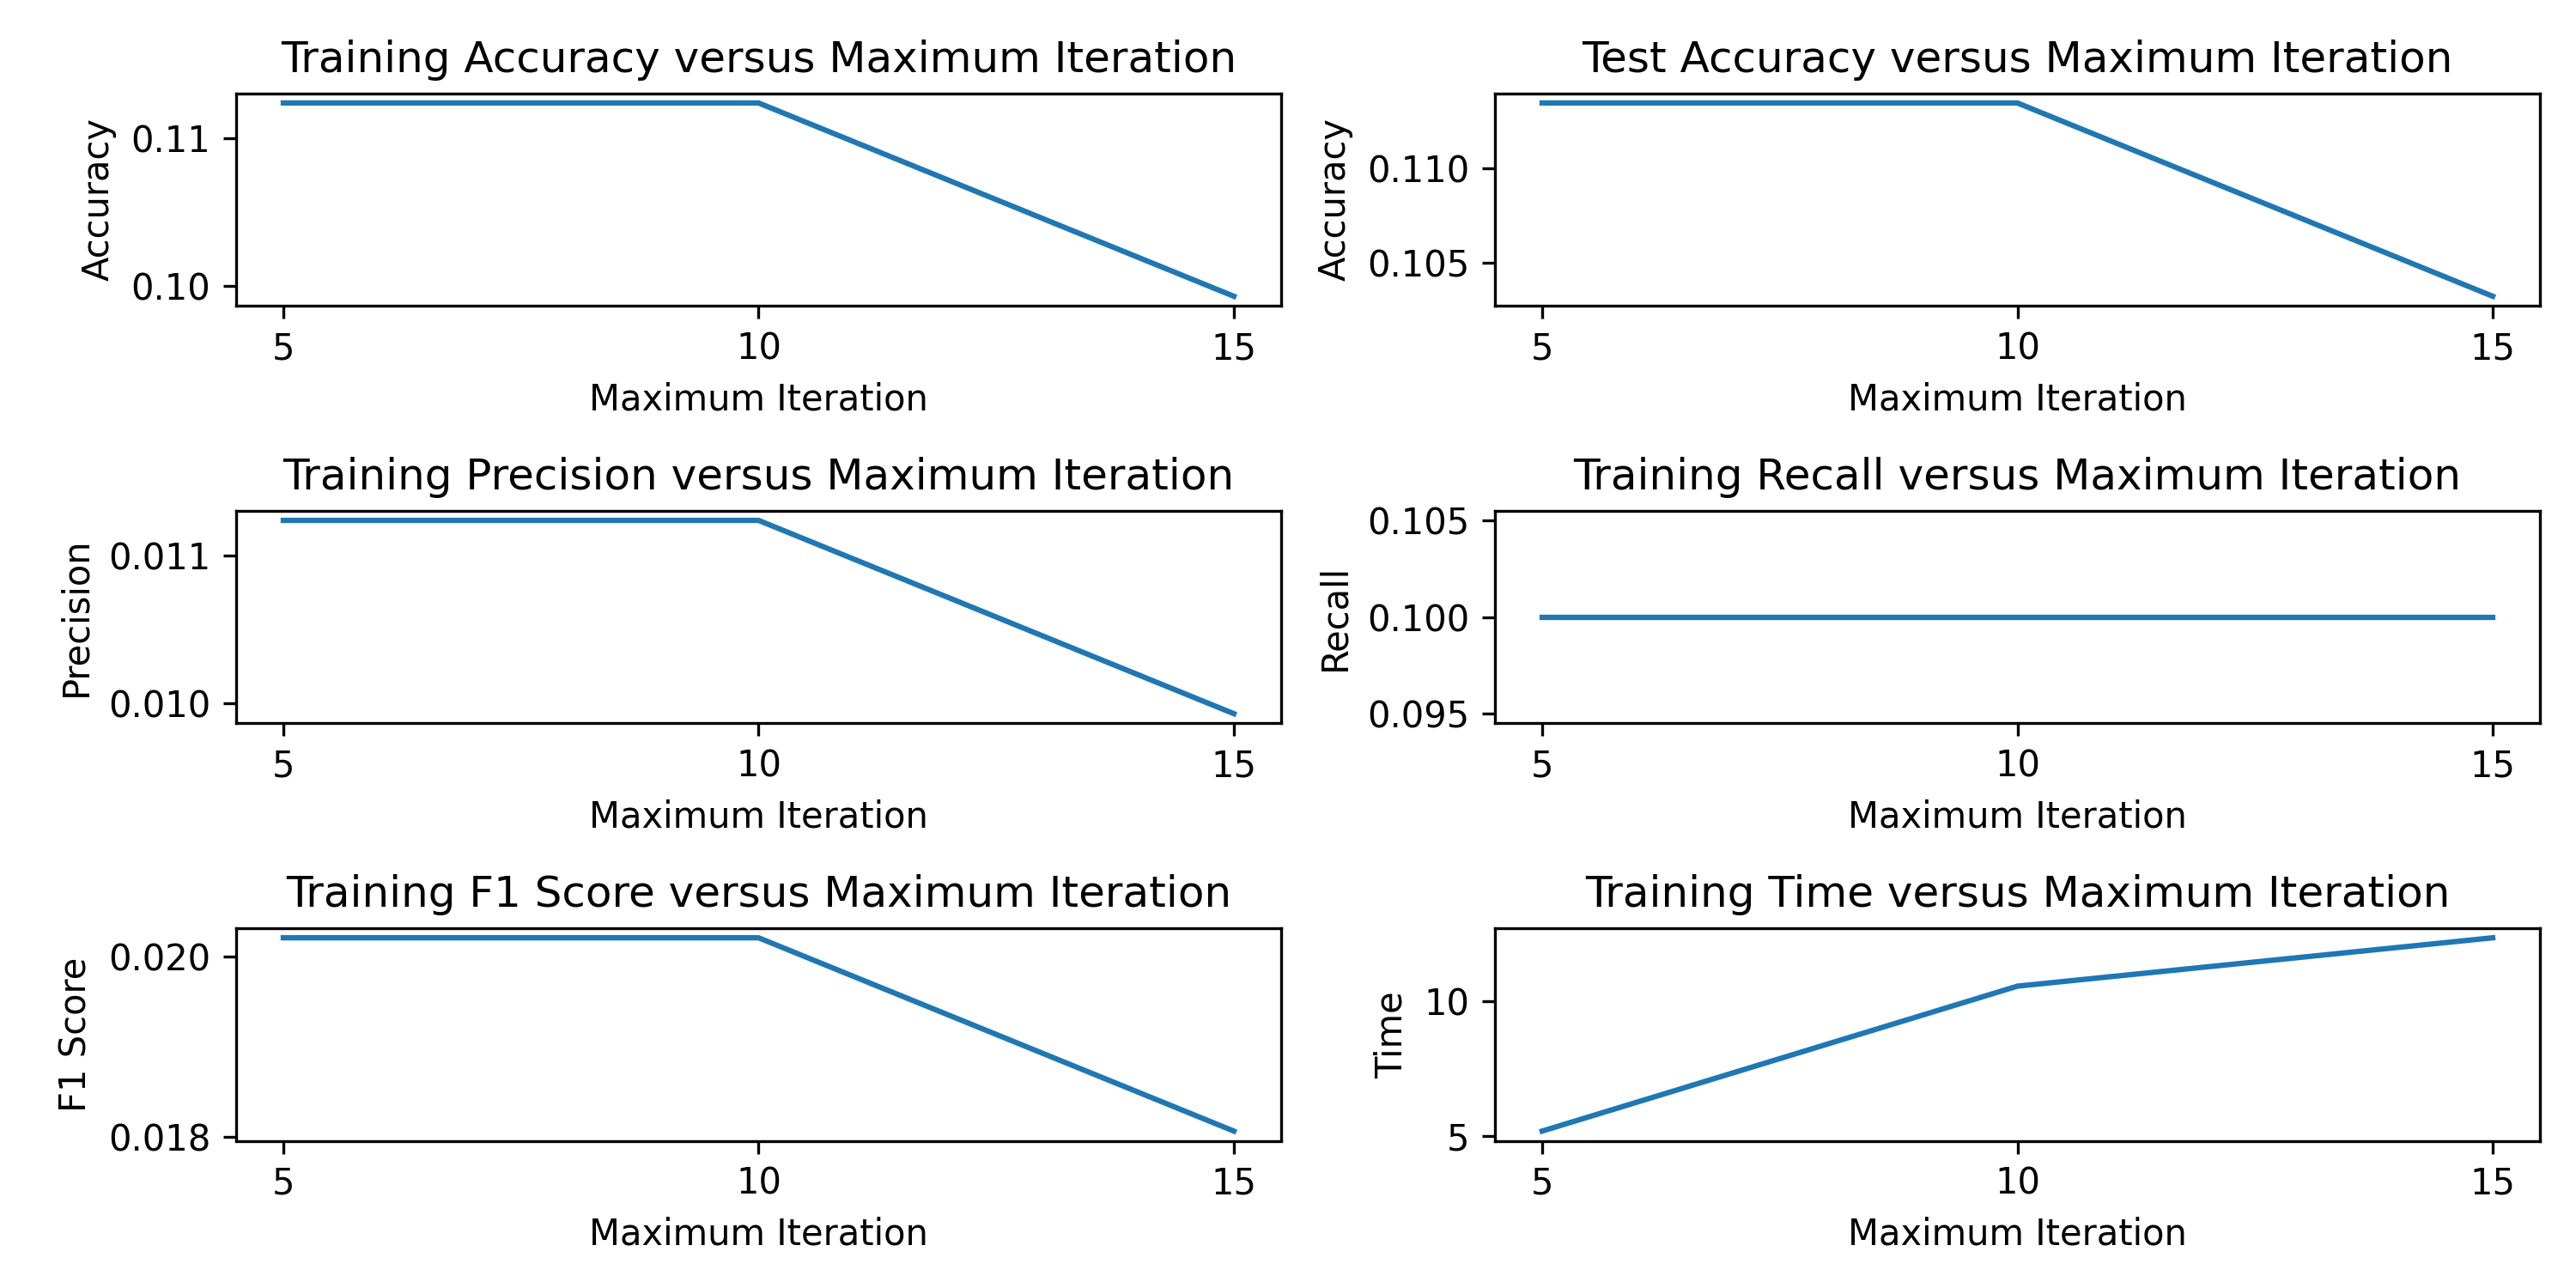 Training Accuracy versus Maximum Iteration
Accuracy
0.11
0.10
5 10 15
Maximum Iteration
Test Accuracy versus Maximum Iteration
Accuracy
0.110
0.105
5 10 15
Maximum Iteration
Training Precision versus Maximum Iteration
Precision
0.011
0.010
5 10 15
Maximum Iteration
Training Recall versus Maximum Iteration
Recall
0.105
0.100
0.095
5 10 15
Maximum Iteration
Training F1 Score versus Maximum Iteration
F1 Score
0.020
0.018
5 10 15
Maximum Iteration
Training Time versus Maximum Iteration
Time
10
5
5 10 15
Maximum Iteration